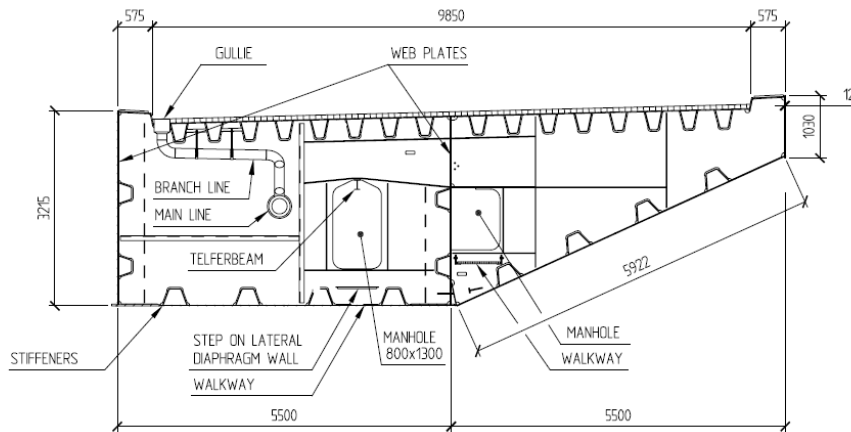 575
9850
575
GULLIE
WEB PLATES
12
1030
3215
BRANCH LINE
MAIN LINE
TELFERBEAM
5922
STIFFENERS
STEP ON LATERAL
DIAPHRAGM WALL
WALKWAY
MANHOLE
800x1300
MANHOLE
WALKWAY
5500
5500